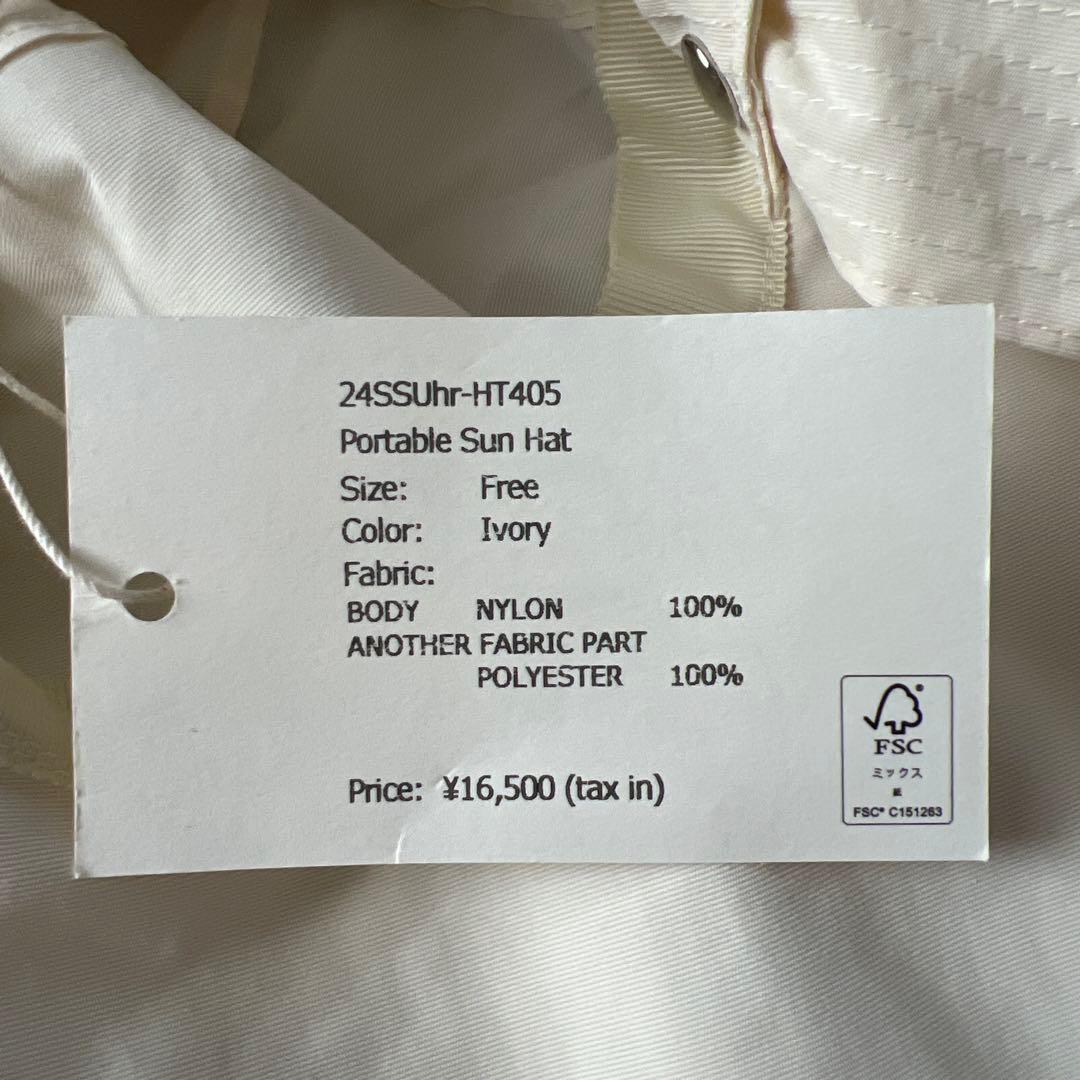 24SSUhr-HT405
Portable Sun Hat
Size: Free
Color: Ivory
Fabric:
BODY NYLON 100%
ANOTHER FABRIC PART
POLYESTER 100%
Price: ¥16,500 (tax in)
FSC
ミックス
紙
FSC® C151263